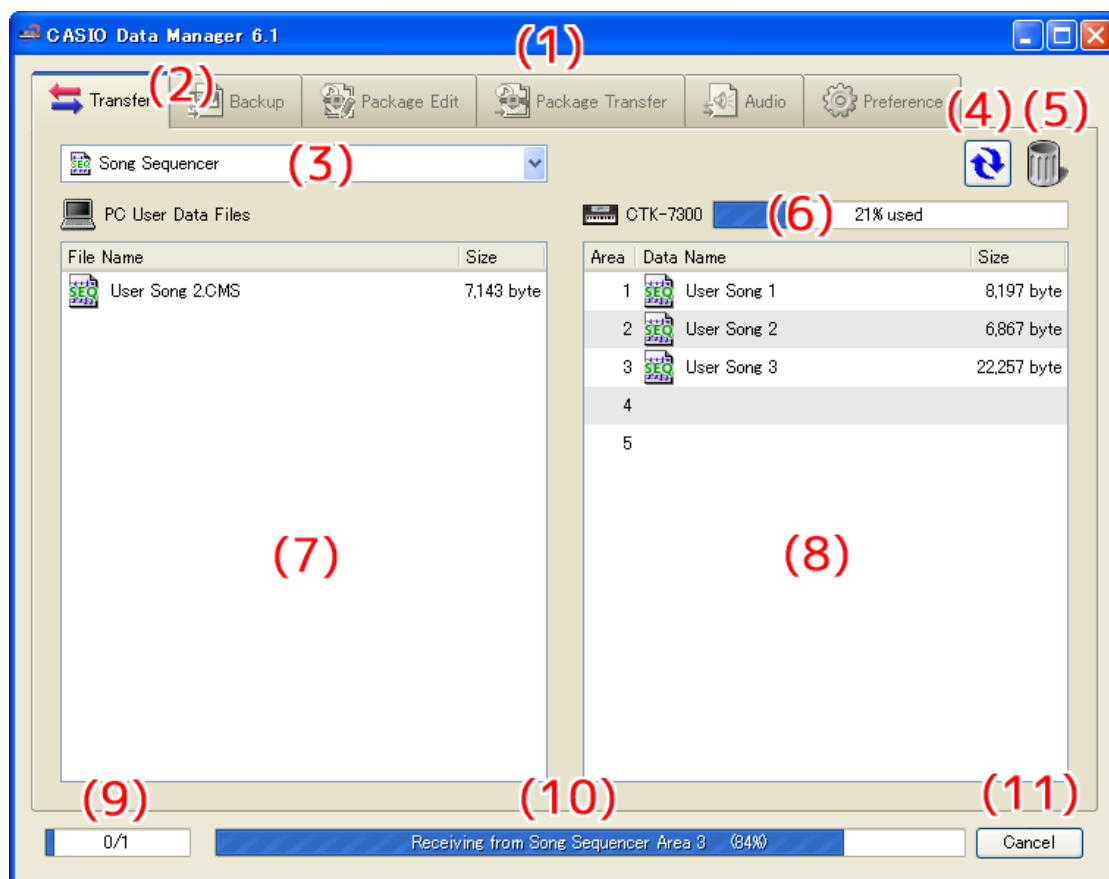 CASIO Data Manager 6.1
(1)
Transfer (2) Backup Package Edit Package Transfer Audio Preference
(4) (5)
Song Sequencer (3)
PC User Data Files
CTK-7300 (6) 21% used
File Name Size
User Song 2.CMS 7,143 byte
Area Data Name Size
1 User Song 1 8,197 byte
2 User Song 2 6,867 byte
3 User Song 3 22,257 byte
4
5
(7)
(8)
(9)
(10)
(11)
0/1
Receiving from Song Sequencer Area 3 (84%)
Cancel